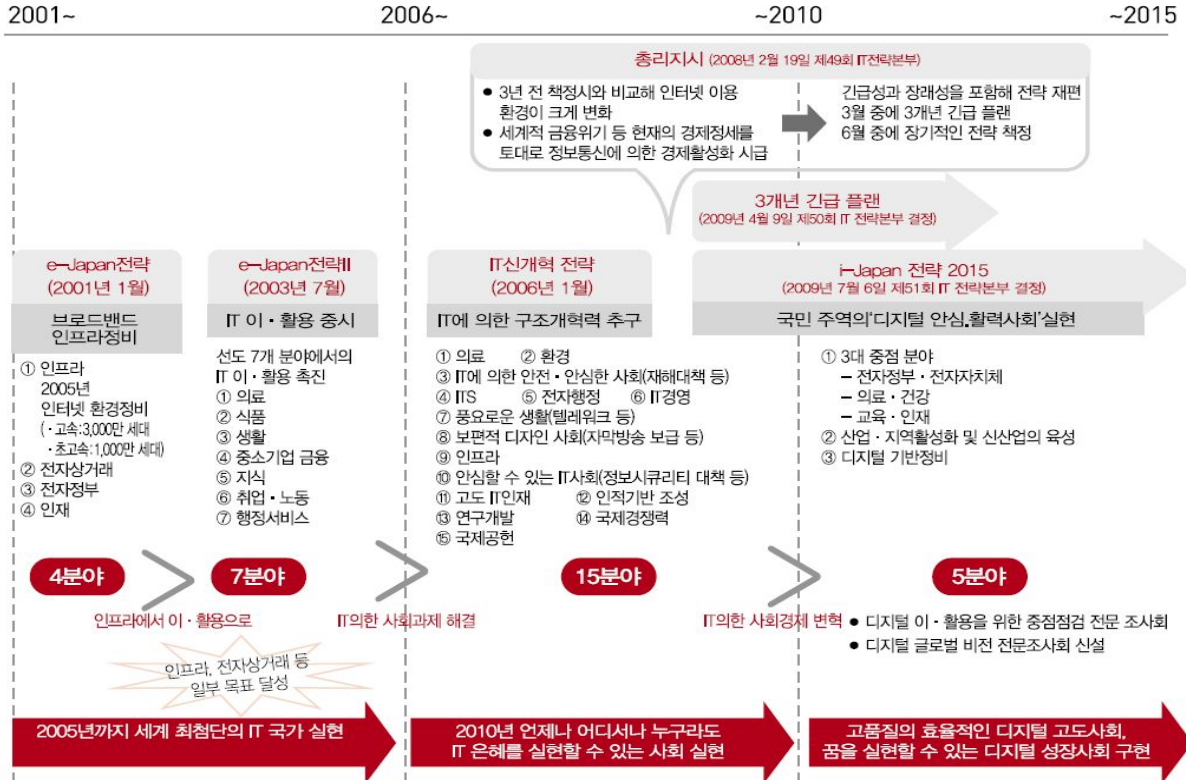 2001~
2006~
~2010
~2015
총리지시 (2008년 2월 19일 제49회 IT전략본부)
● 3년 전 책정시와 비교해 인터넷 이용
환경이 크게 변화
● 세계적 금융위기 등 현재의 경제정세를
토대로 정보통신에 의한 경제활성화 시급
긴급성과 장래성을 포함해 전략 재편
3월 중에 3개년 긴급 플랜
6월 중에 장기적인 전략 책정
3개년 긴급 플랜
(2009년 4월 9일 제50회 IT 전략본부 결정)
e-Japan전략
(2001년 1월)
브로드밴드
인프라정비
① 인프라
2005년
인터넷 환경정비
(·고속:3,000만 세대
·초고속:1,000만 세대)
② 전자상거래
③ 전자정부
④ 인재
e-Japan전략II
(2003년 7월)
IT 이·활용 중시
선도 7개 분야에서의
IT 이·활용 촉진
① 의료
② 식품
③ 생활
④ 중소기업 금융
⑤ 지식
⑥ 취업·노동
⑦ 행정서비스
IT신개혁 전략
(2006년 1월)
IT에 의한 구조개혁력 추구
① 의료 ② 환경
③ IT에 의한 안전·안심한 사회(재해대책 등)
④ ITS ⑤ 전자행정 ⑥ IT경영
⑦ 풍요로운 생활(텔레워크 등)
⑧ 보편적 디자인 사회(자막방송 보급 등)
⑨ 인프라
⑩ 안심할 수 있는 IT사회(정보시큐리티 대책 등)
⑪ 고도 IT인재 ⑫ 인적기반 조성
⑬ 연구개발 ⑭ 국제경쟁력
⑮ 국제공헌
i-Japan 전략 2015
(2009년 7월 6일 제51회 IT 전략본부 결정)
국민 주역의'디지털 안심.활력사회'실현
① 3대 중점 분야
– 전자정부·전자자치체
– 의료·건강
– 교육·인재
② 산업·지역활성화 및 신산업의 육성
③ 디지털 기반정비
4분야
7분야
15분야
5분야
인프라에서 이·활용으로
IT의한 사회과제 해결
IT의한 사회경제 변혁
● 디지털 이·활용을 위한 중점점검 전문 조사회
● 디지털 글로벌 비전 전문조사회 신설
인프라, 전자상거래 등
일부 목표 달성
2005년까지 세계 최첨단의 IT 국가 실현
2010년 언제나 어디서나 누구라도
IT 은혜를 실현할 수 있는 사회 실현
고품질의 효율적인 디지털 고도사회,
꿈을 실현할 수 있는 디지털 성장사회 구현